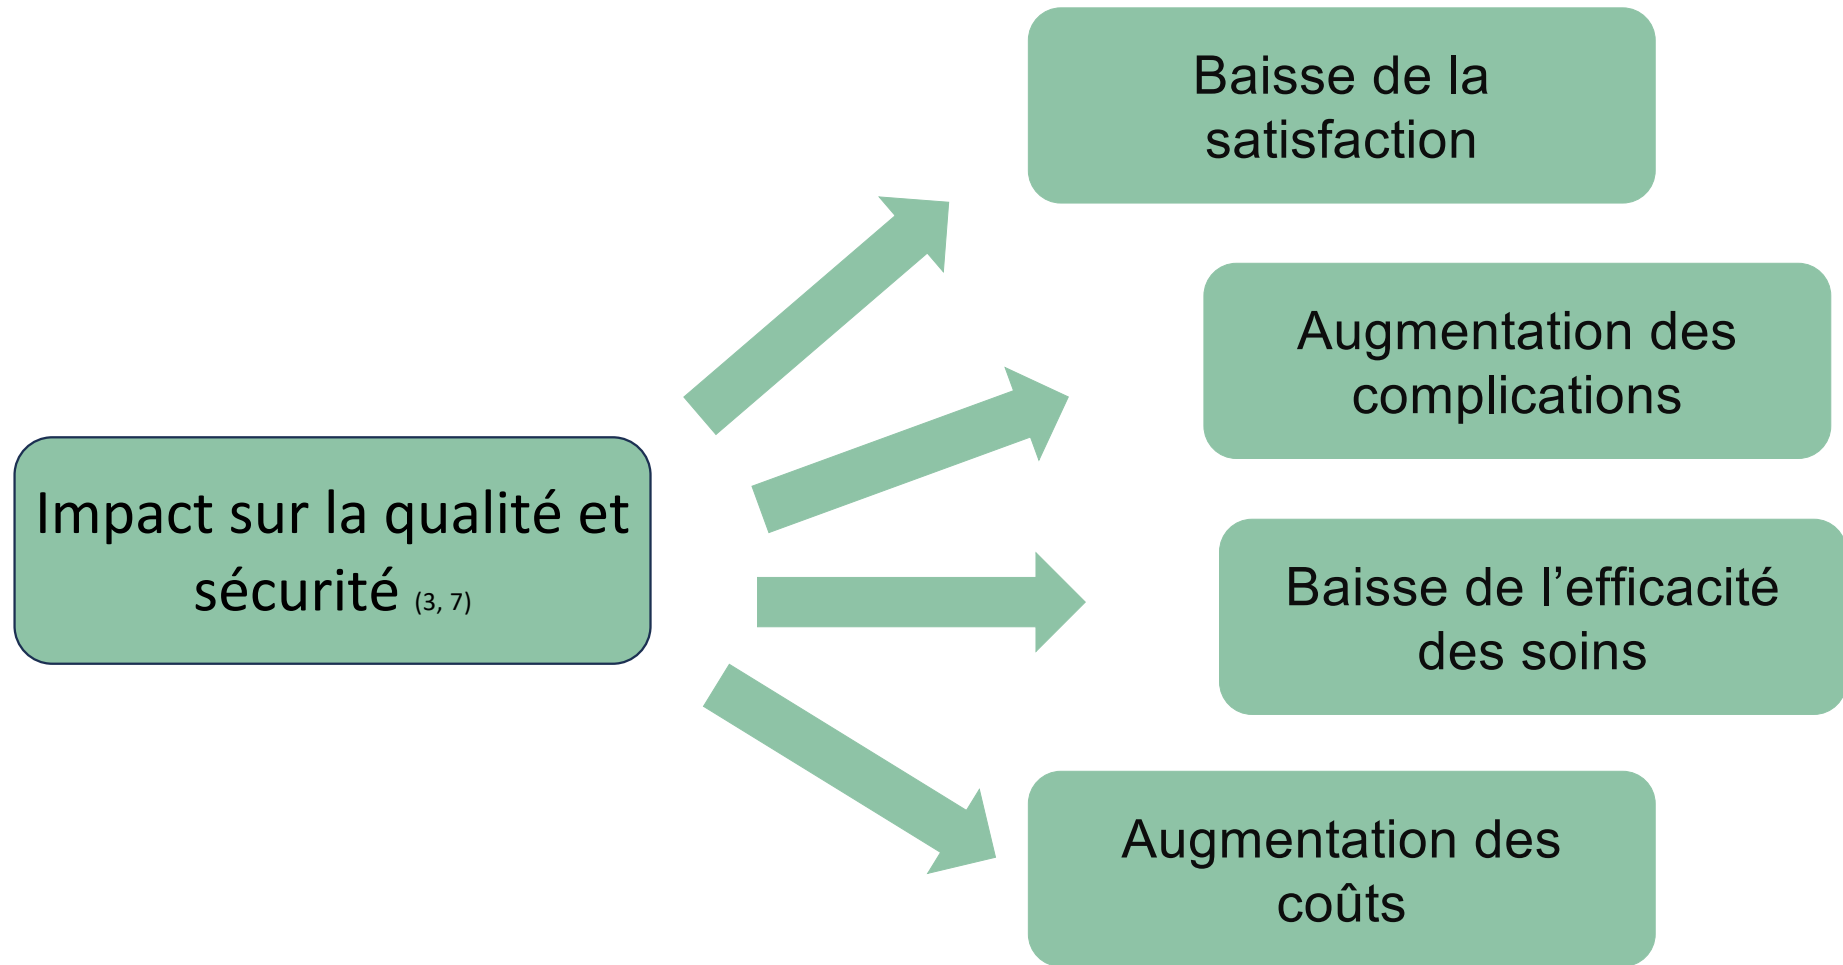 Baisse de la
satisfaction
Augmentation des
complications
Impact sur la qualité et
sécurité (3, 7)
Baisse de l’efficacité
des soins
Augmentation des
coûts